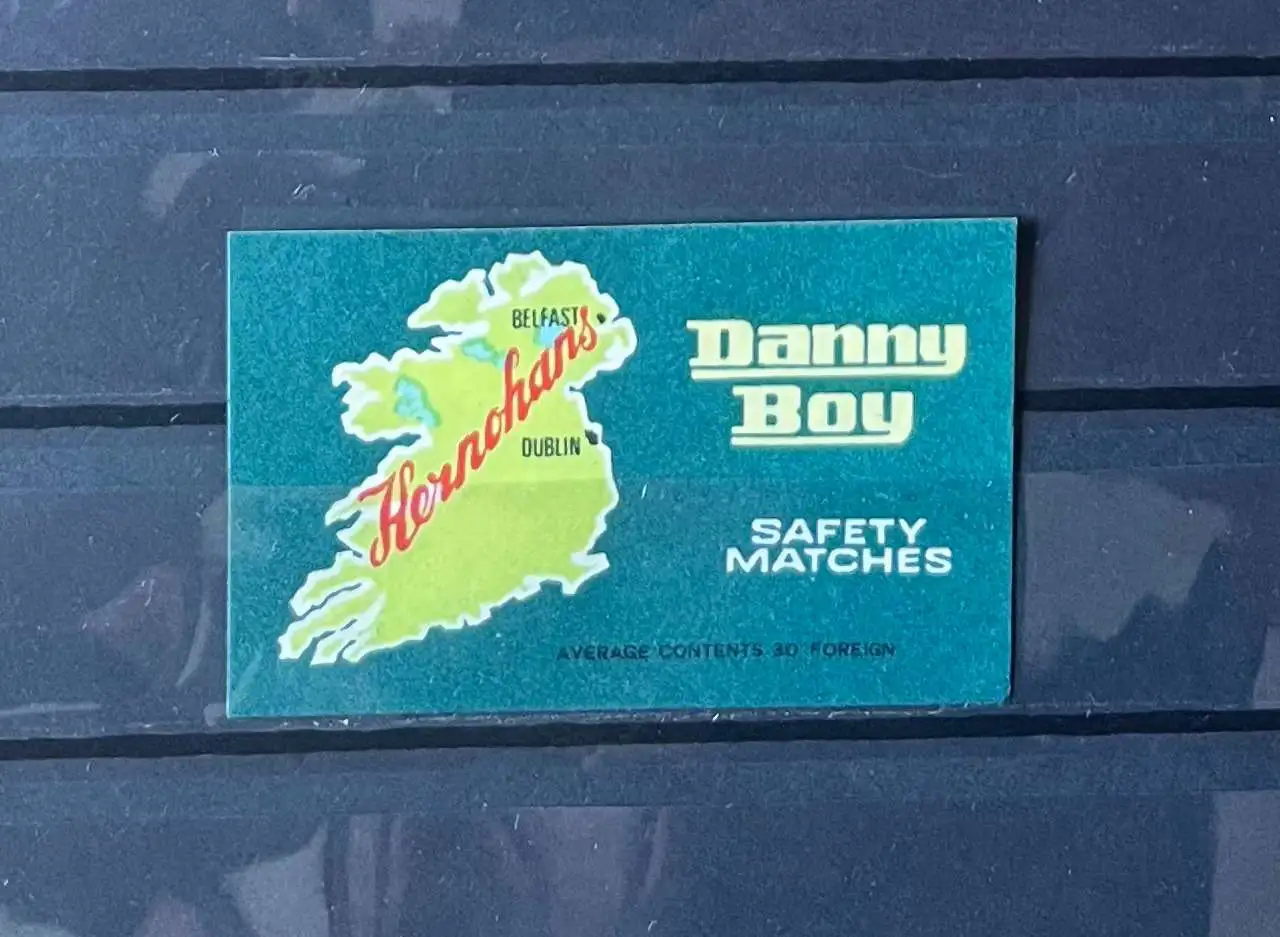 BELFAST
Hernohans
DUBLIN
Danny
Boy
SAFETY
MATCHES
AVERAGE CONTENTS 30 FOREIGN